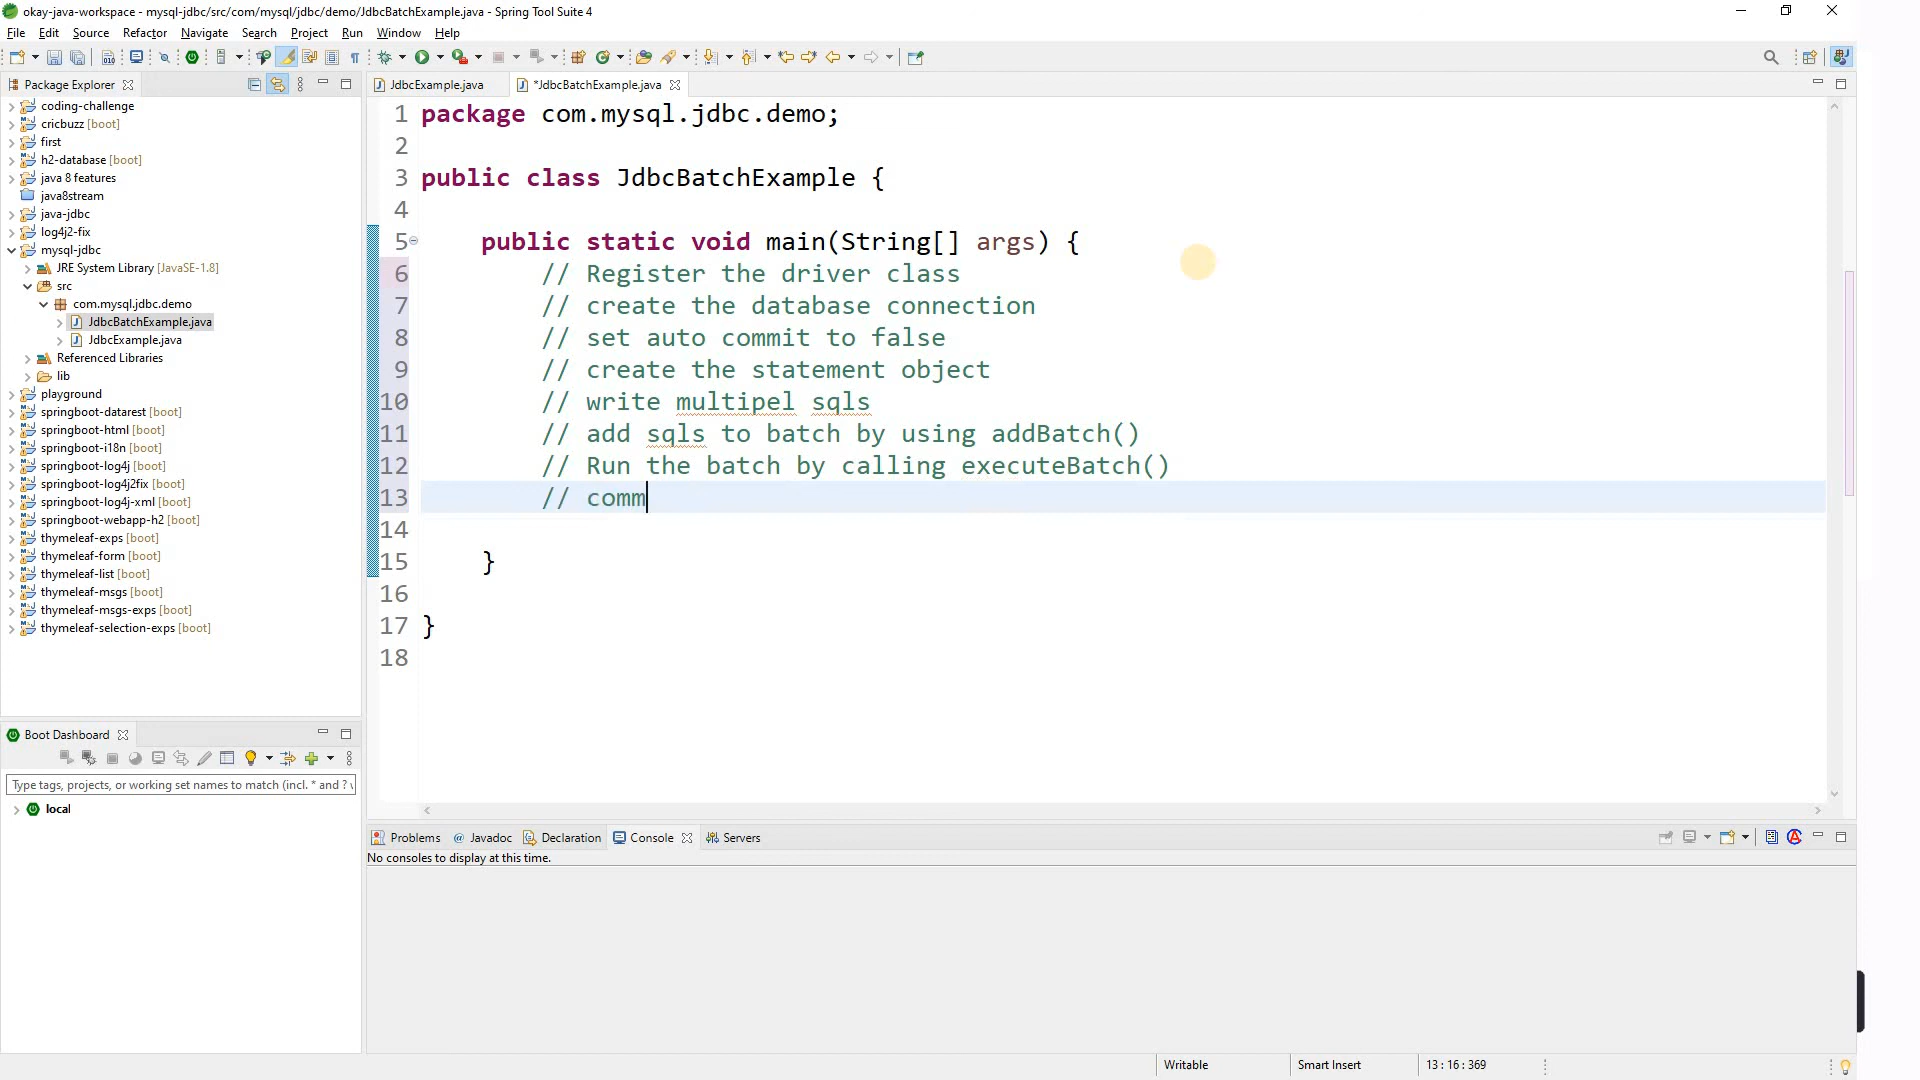 okay-java-workspace - mysql-jdbc/src/com/mysql/jdbc/demo/JdbcBatchExample.java - Spring Tool Suite 4
File Edit Source Refactor Navigate Search Project Run Window Help
Package Explorer
coding-challenge
cricbuzz [boot]
first
h2-database [boot]
java 8 features
java8stream
java-jdbc
log4j2-fix
mysql-jdbc
JRE System Library [JavaSE-1.8]
src
com.mysql.jdbc.demo
JdbcBatchExample.java
JdbcExample.java
Referenced Libraries
lib
playground
springboot-datarest [boot]
springboot-html [boot]
springboot-i18n [boot]
springboot-log4j [boot]
springboot-log4j2fix [boot]
springboot-log4j-xml [boot]
springboot-webapp-h2 [boot]
thymeleaf-exps [boot]
thymeleaf-form [boot]
thymeleaf-list [boot]
thymeleaf-msgs [boot]
thymeleaf-msgs-exps [boot]
thymeleaf-selection-exps [boot]
Boot Dashboard
Type tags, projects, or working set names to match (incl. * and ?
local
JdbcExample.java *JdbcBatchExample.java
1 package com.mysql.jdbc.demo;
2
3 public class JdbcBatchExample {
4
5 public static void main(String[] args) {
6 // Register the driver class
7 // create the database connection
8 // set auto commit to false
9 // create the statement object
10 // write multipel sqls
11 // add sqls to batch by using addBatch()
12 // Run the batch by calling executeBatch()
13 // comm
14
15 }
16
17 }
18
Problems Javadoc Declaration Console Servers
No consoles to display at this time.
Writable Smart Insert 13 : 16 : 369